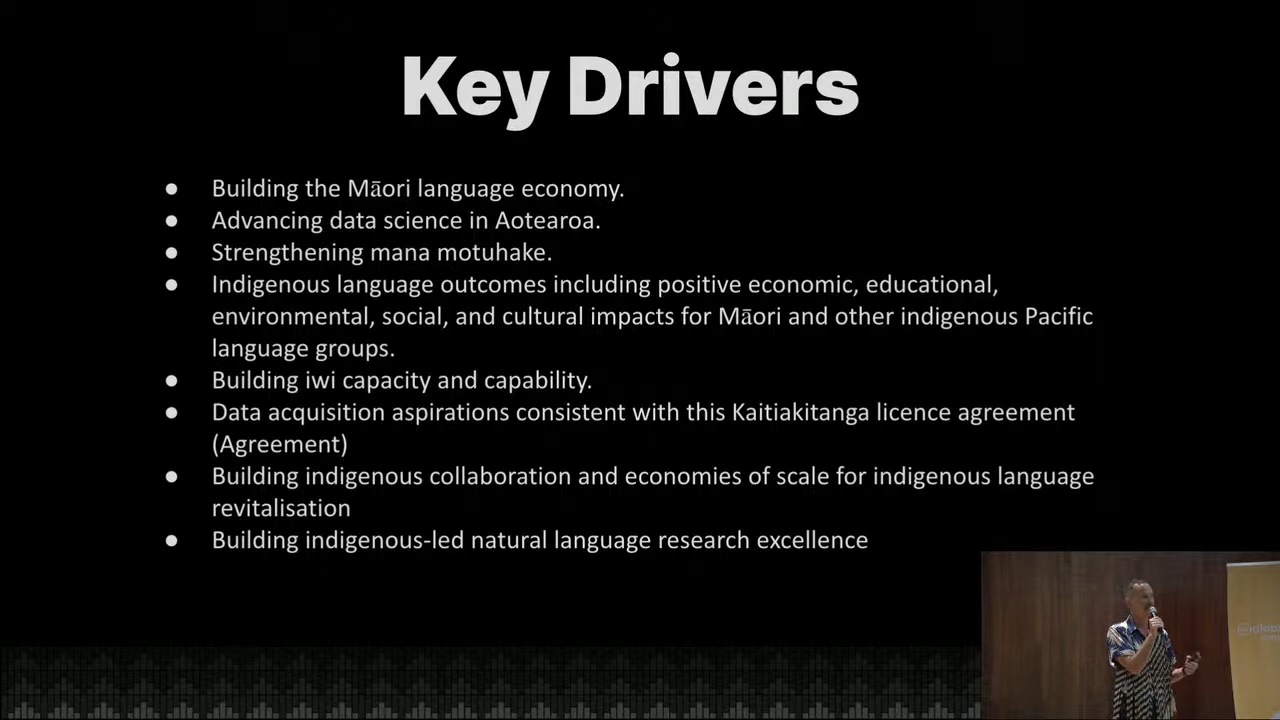 Key Drivers
● Building the Māori language economy.
● Advancing data science in Aotearoa.
● Strengthening mana motuhake.
● Indigenous language outcomes including positive economic, educational,
environmental, social, and cultural impacts for Māori and other indigenous Pacific
language groups.
● Building iwi capacity and capability.
● Data acquisition aspirations consistent with this Kaitiakitanga licence agreement
(Agreement)
● Building indigenous collaboration and economies of scale for indigenous language
revitalisation
● Building indigenous-led natural language research excellence